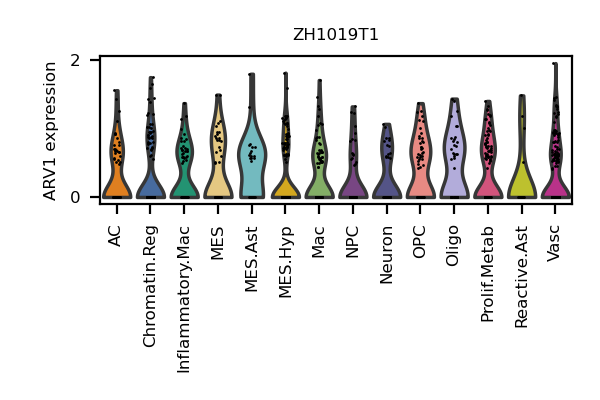 ZH1019T1
ARV1 expression
2
0
AC
Chromatin.Reg
Inflammatory.Mac
MES
MES.Ast
MES.Hyp
Mac
NPC
Neuron
OPC
Oligo
Prolif.Metab
Reactive.Ast
Vasc